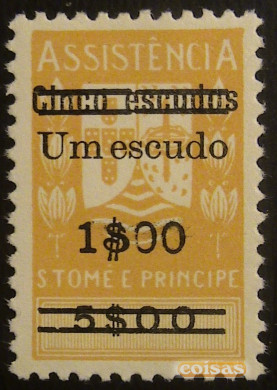 ASSISTÊNCIA
Cinco escudos
Um escudo
1$00
S. TOME E PRINCIPE
5$00
coisas